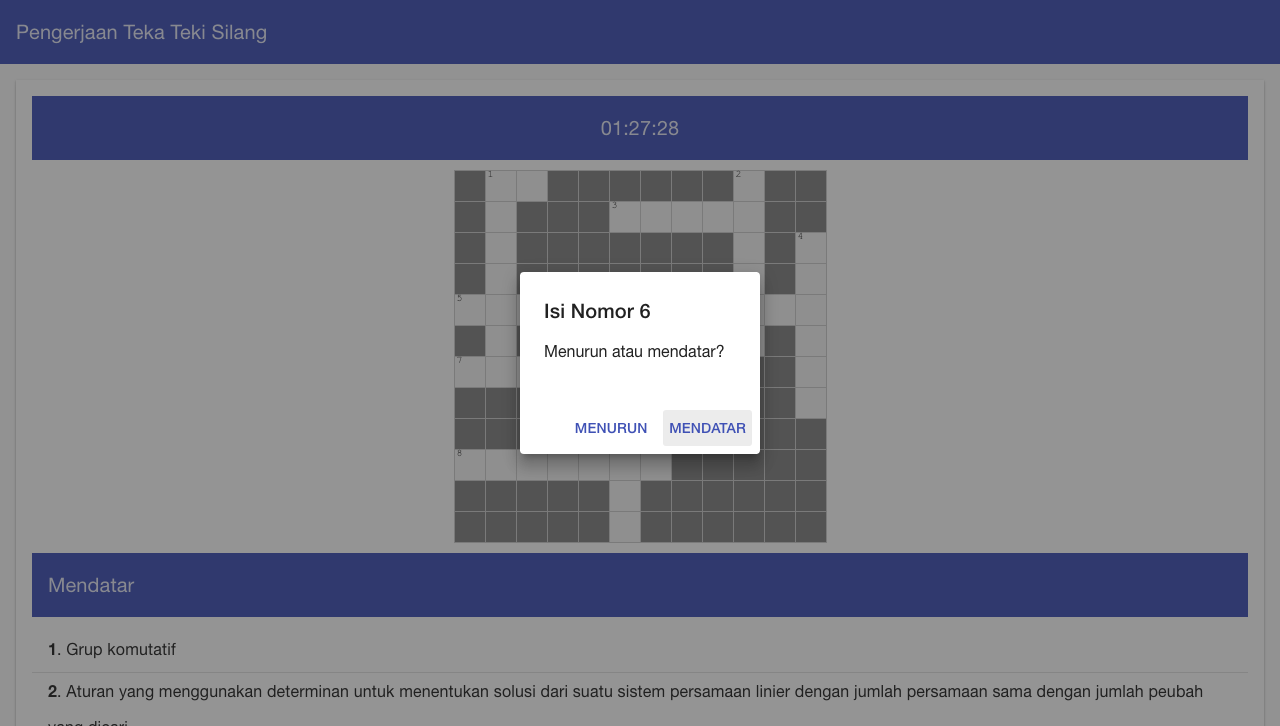 Pengerjaan Teka Teki Silang
01:27:28
1
2
3
4
5
Isi Nomor 6
Menurun atau mendatar?
7
MENURUN MENDATAR
8
Mendatar
1. Grup komutatif
2. Aturan yang menggunakan determinan untuk menentukan solusi dari suatu sistem persamaan linier dengan jumlah persamaan sama dengan jumlah peubah
yang dicari